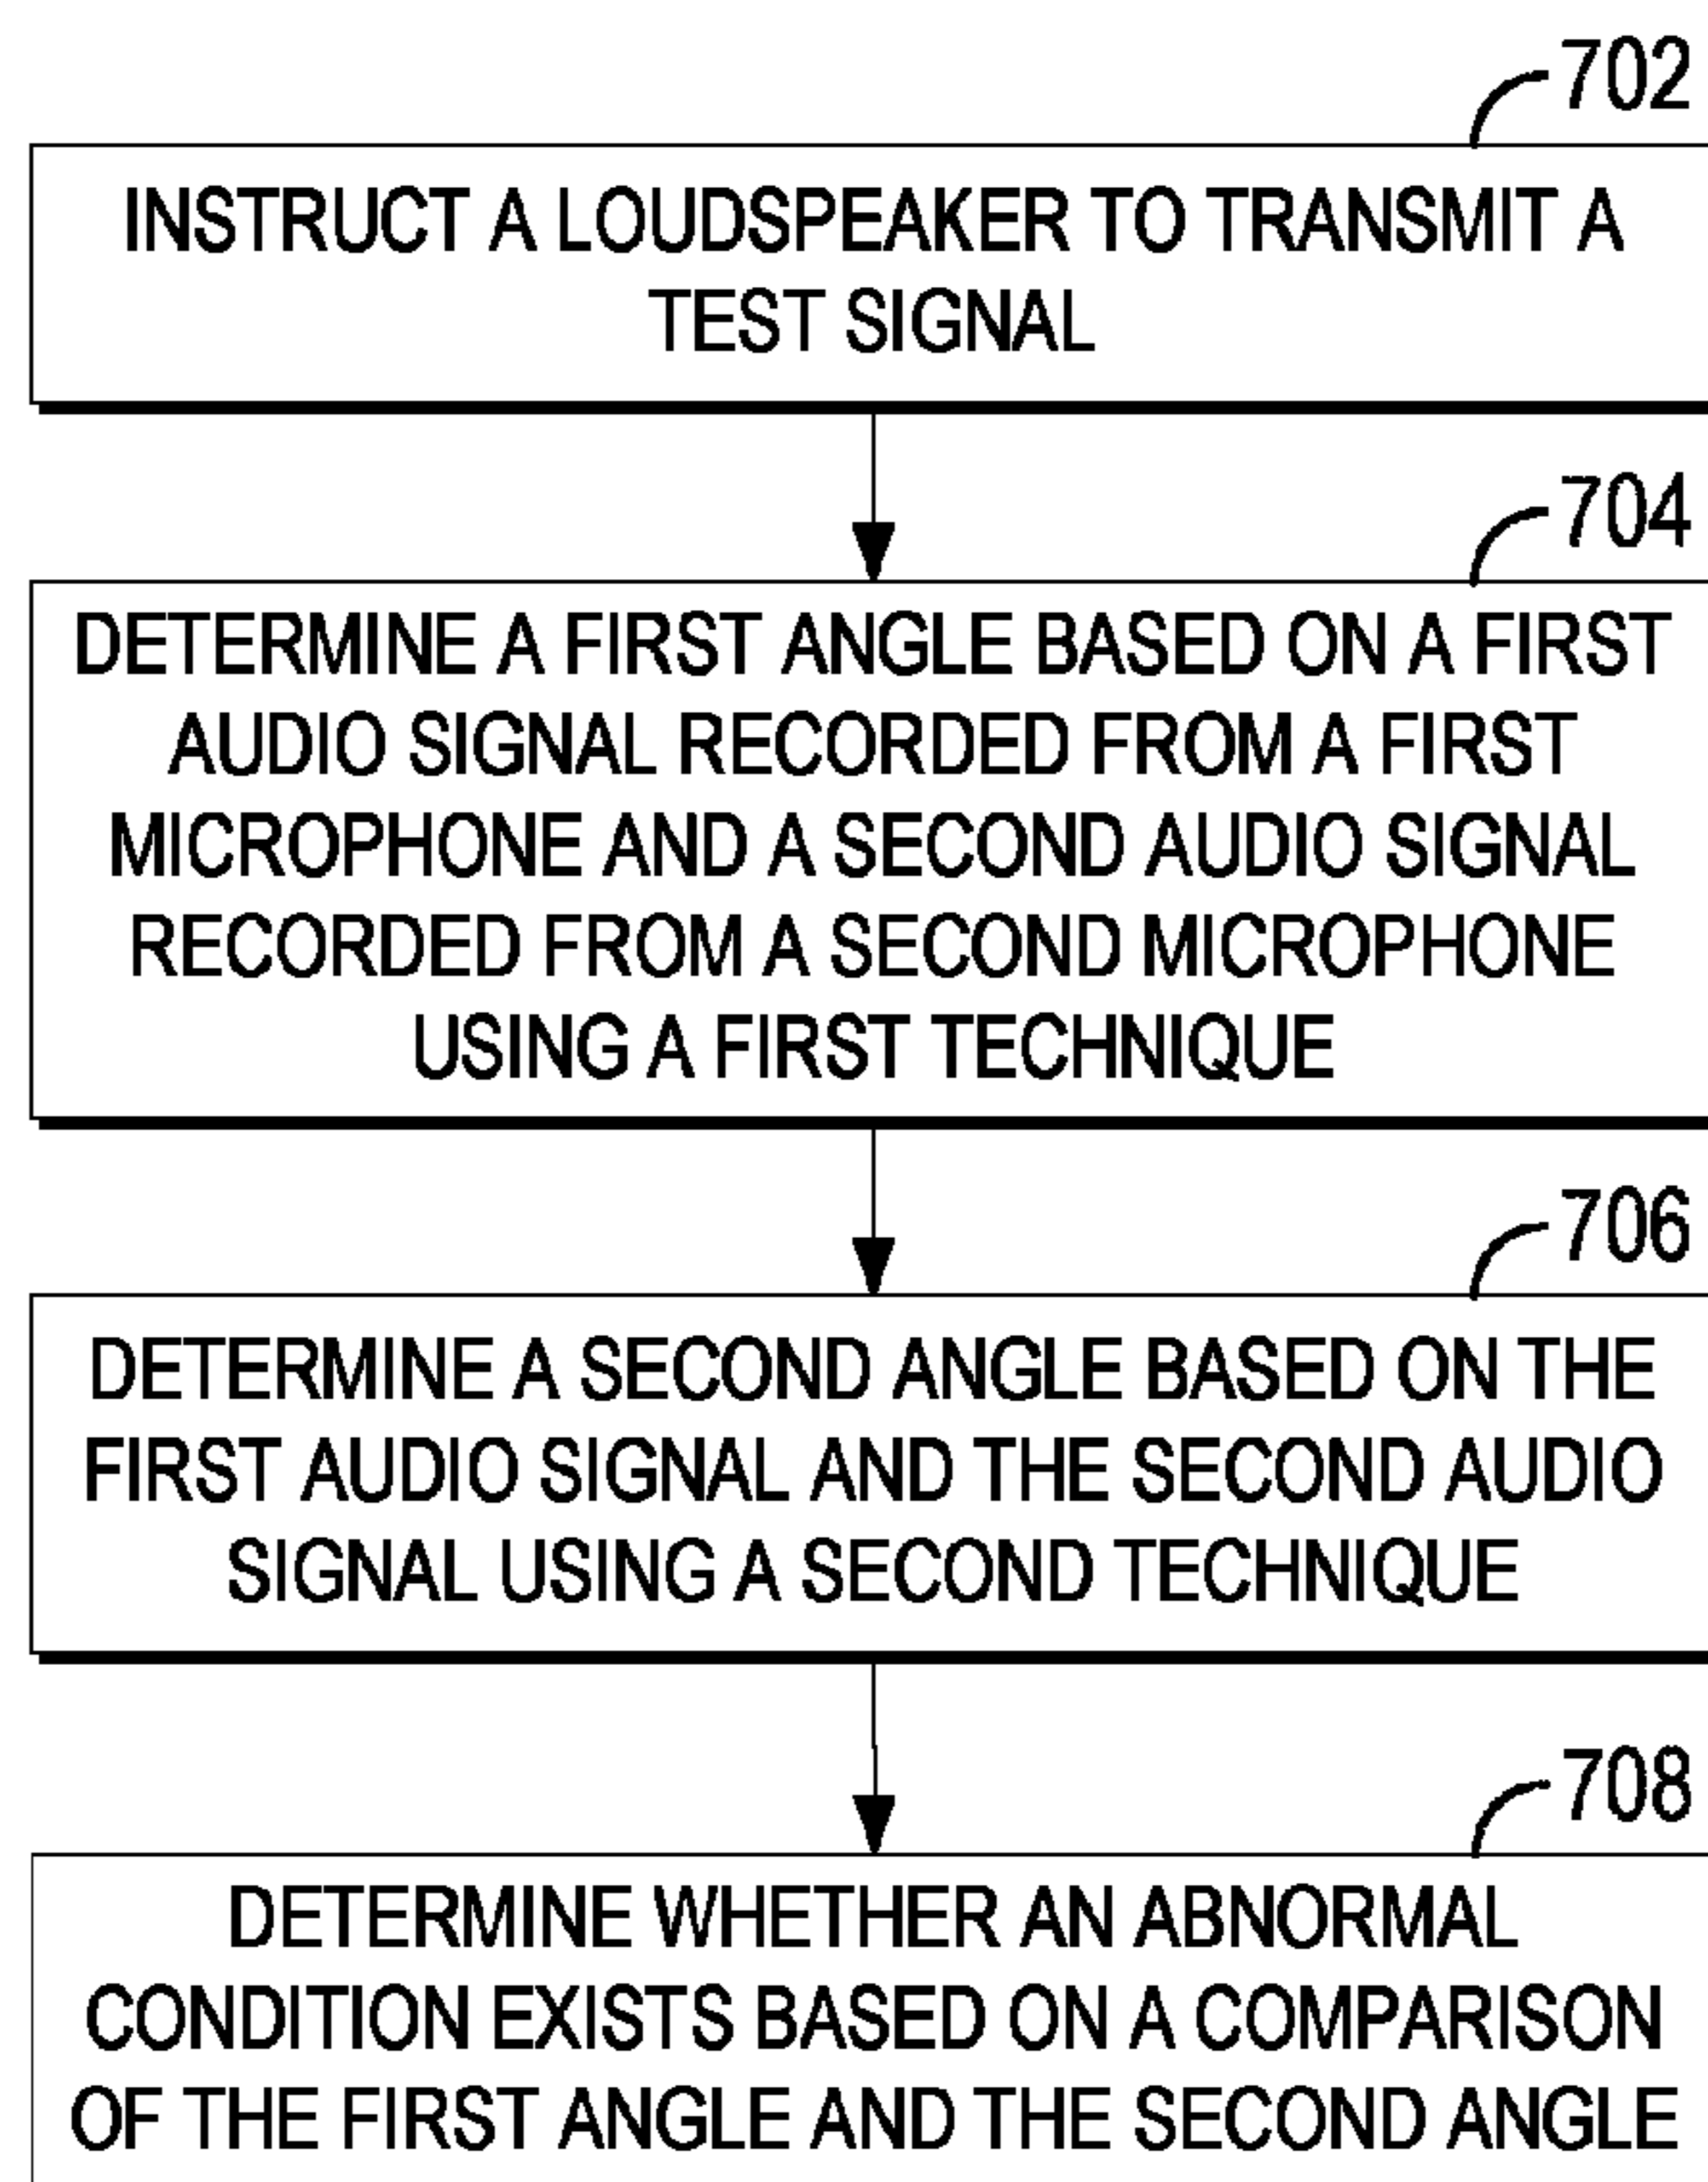 702
INSTRUCT A LOUDSPEAKER TO TRANSMIT A
TEST SIGNAL
704
DETERMINE A FIRST ANGLE BASED ON A FIRST
AUDIO SIGNAL RECORDED FROM A FIRST
MICROPHONE AND A SECOND AUDIO SIGNAL
RECORDED FROM A SECOND MICROPHONE
USING A FIRST TECHNIQUE
706
DETERMINE A SECOND ANGLE BASED ON THE
FIRST AUDIO SIGNAL AND THE SECOND AUDIO
SIGNAL USING A SECOND TECHNIQUE
708
DETERMINE WHETHER AN ABNORMAL
CONDITION EXISTS BASED ON A COMPARISON
OF THE FIRST ANGLE AND THE SECOND ANGLE